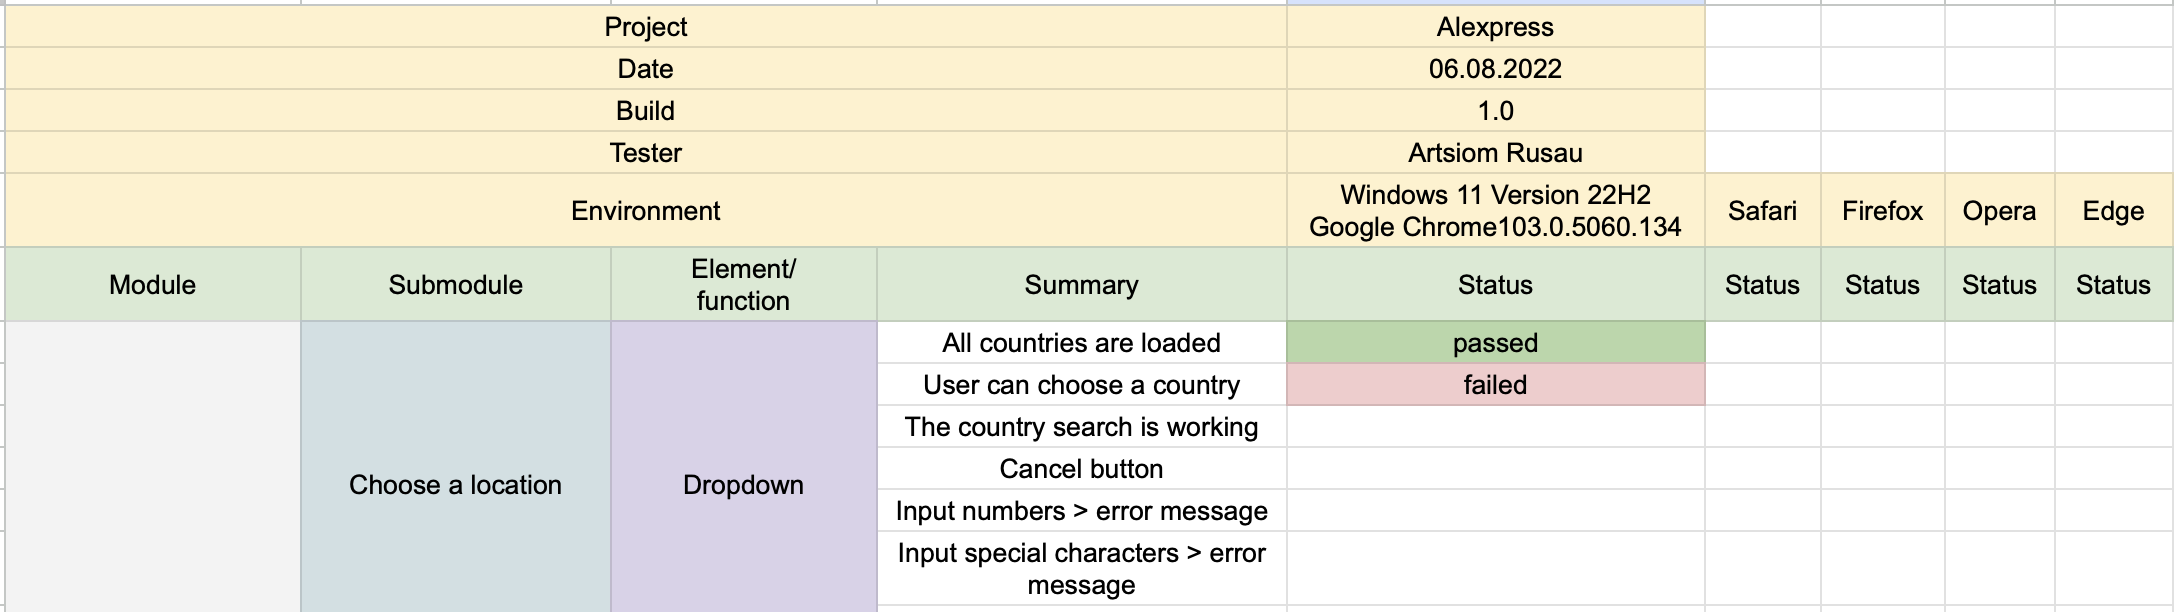 Project Alexpress
Date 06.08.2022
Build 1.0
Tester Artsiom Rusau
Environment Windows 11 Version 22H2
Google Chrome103.0.5060.134 Safari Firefox Opera Edge
Module Submodule Element/
function Summary Status Status Status Status Status
Choose a location Dropdown
All countries are loaded passed
User can choose a country failed
The country search is working
Cancel button
Input numbers > error message
Input special characters > error
message